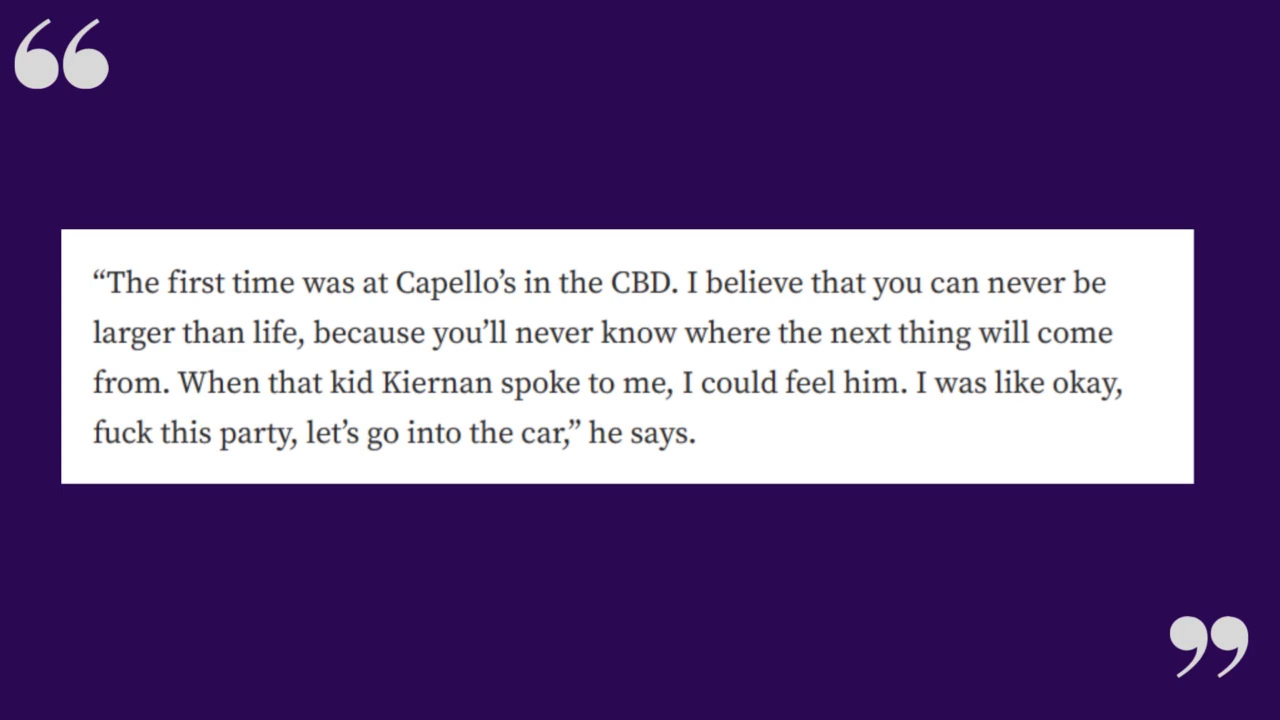 “The first time was at Capello’s in the CBD. I believe that you can never be
larger than life, because you’ll never know where the next thing will come
from. When that kid Kiernan spoke to me, I could feel him. I was like okay,
fuck this party, let’s go into the car,” he says.